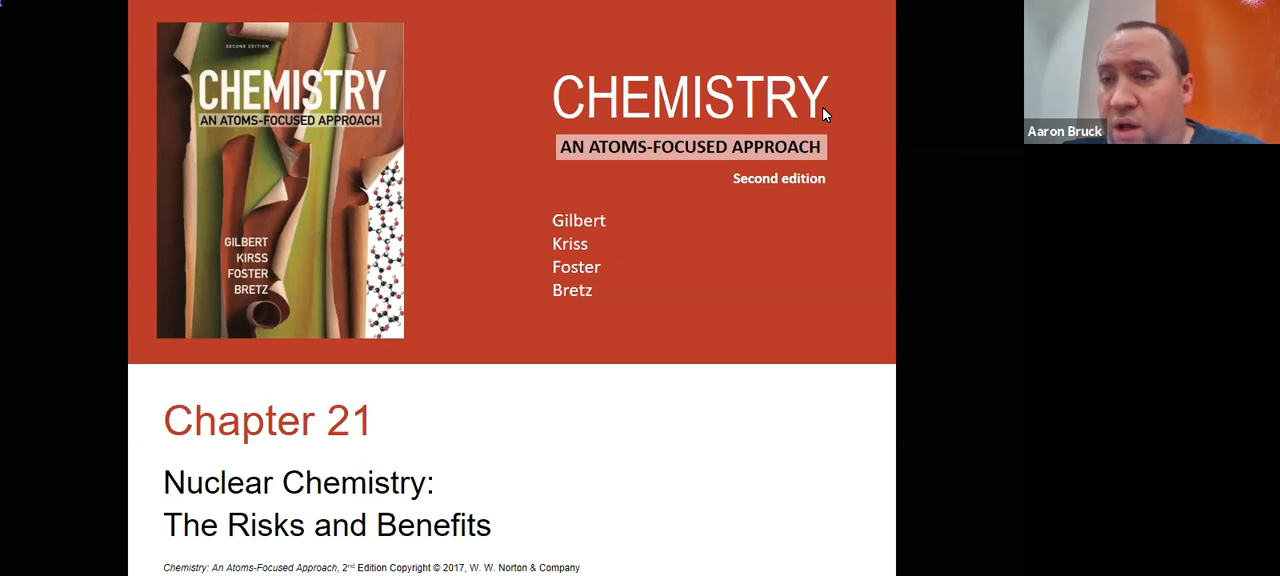 SECOND EDITION
CHEMISTRY
AN ATOMS-FOCUSED APPROACH
GILBERT
KIRSS
FOSTER
BRETZ
CHEMISTRY
AN ATOMS-FOCUSED APPROACH
Second edition
Gilbert
Kriss
Foster
Bretz
Aaron Bruck
Chapter 21
Nuclear Chemistry:
The Risks and Benefits
Chemistry: An Atoms-Focused Approach, 2nd Edition Copyright © 2017, W. W. Norton & Company